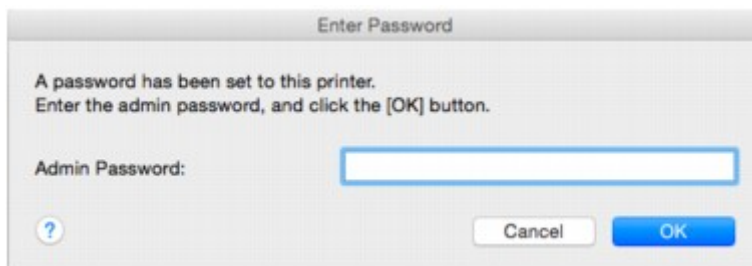 Enter Password
A password has been set to this printer.
Enter the admin password, and click the [OK] button.
Admin Password:
?
Cancel
OK